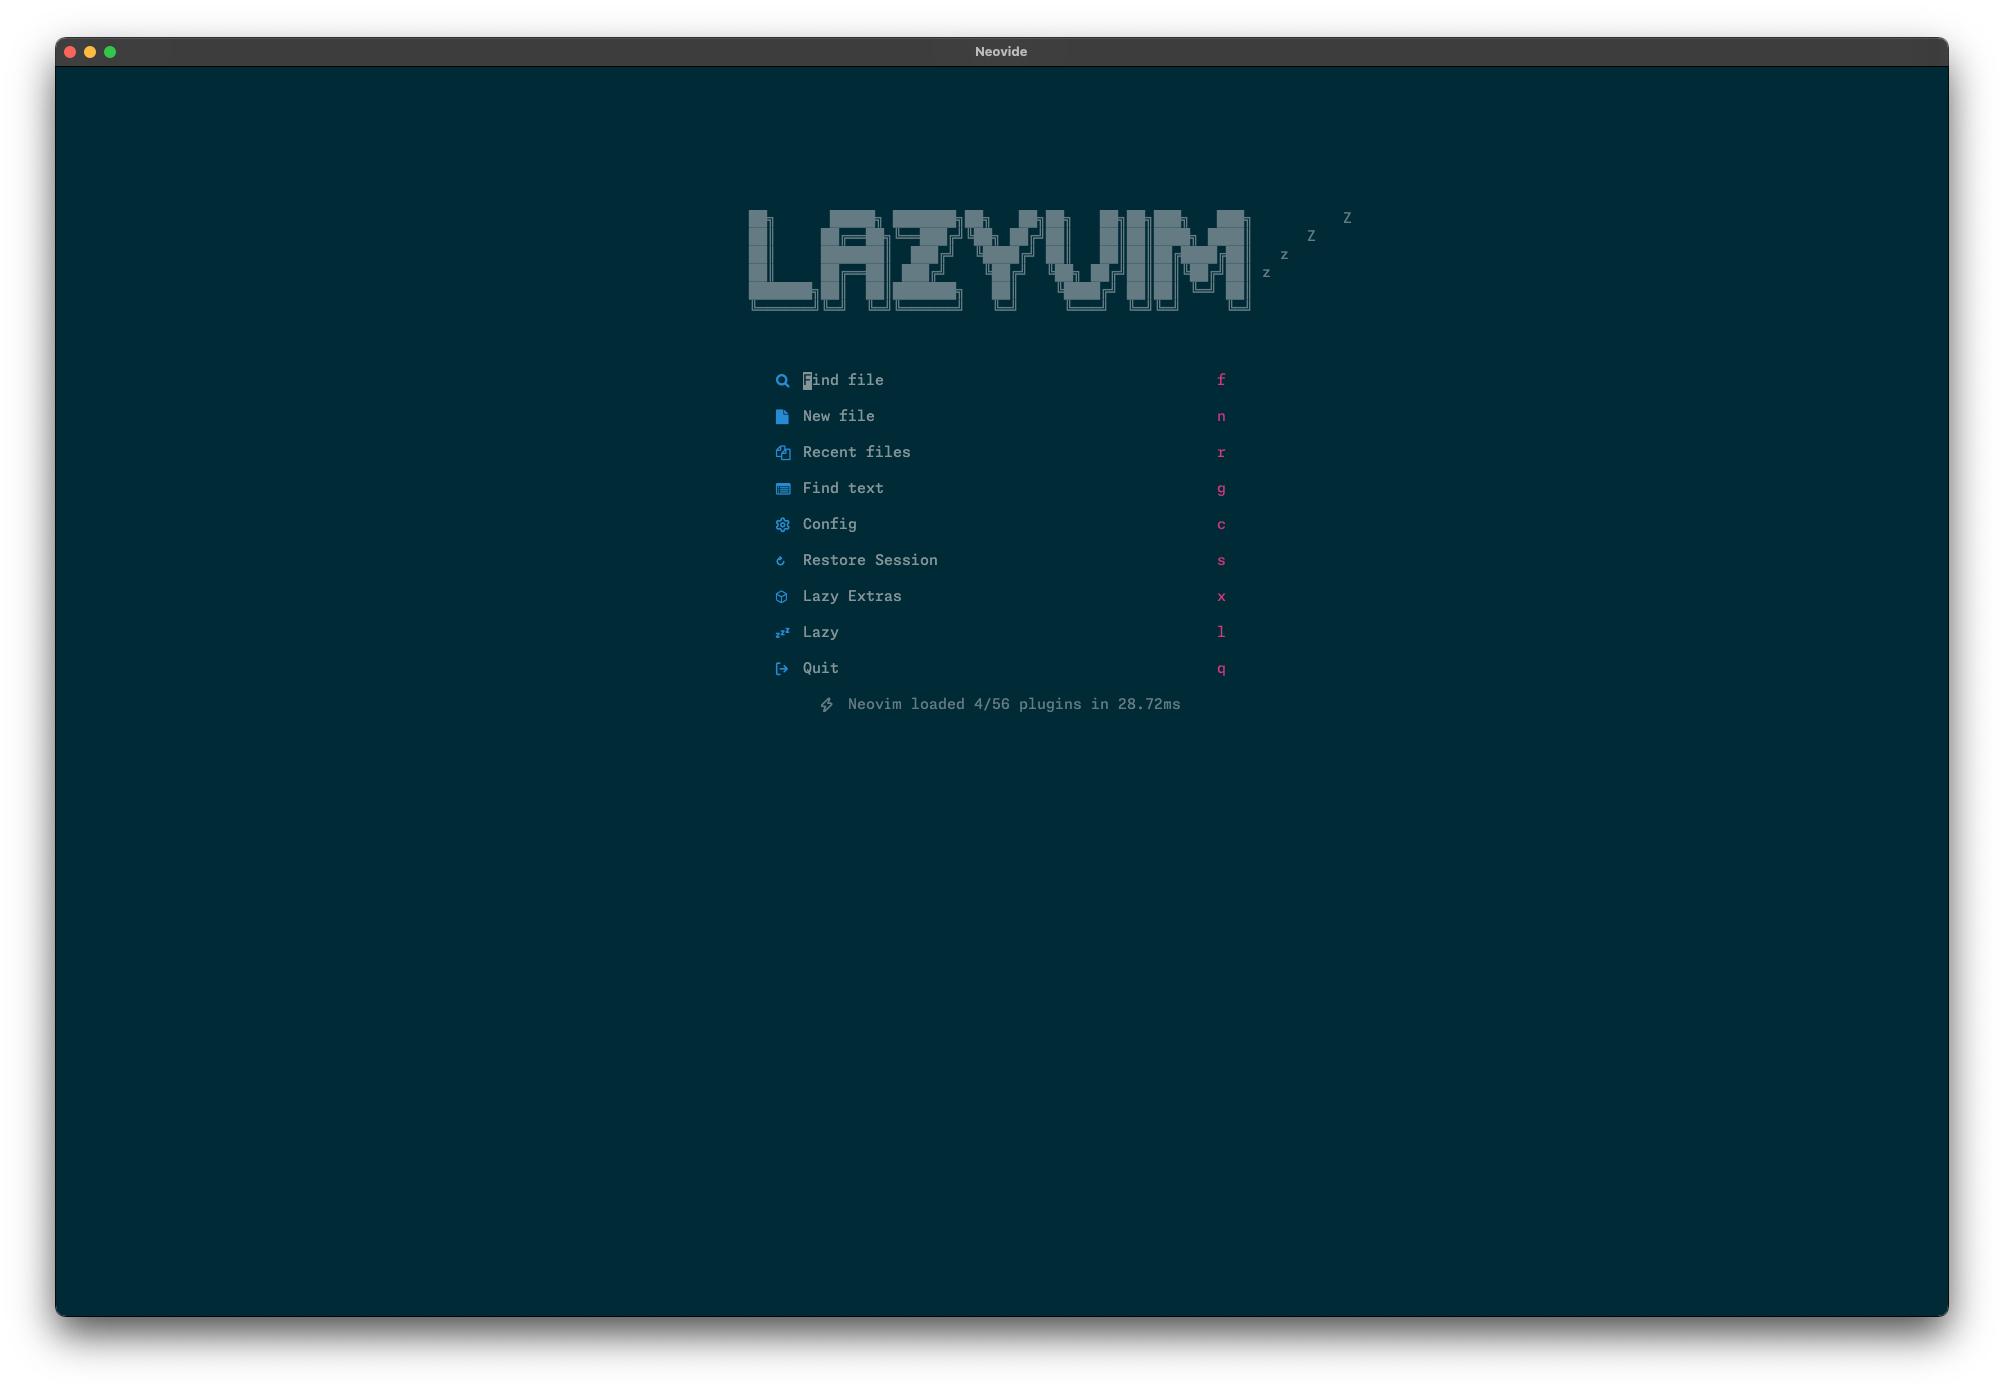 Neovide
LAZYVIM
Z
Z
z
z
Find file f
New file n
Recent files r
Find text g
Config c
Restore Session s
Lazy Extras x
Lazy l
Quit q
Neovim loaded 4/56 plugins in 28.72ms